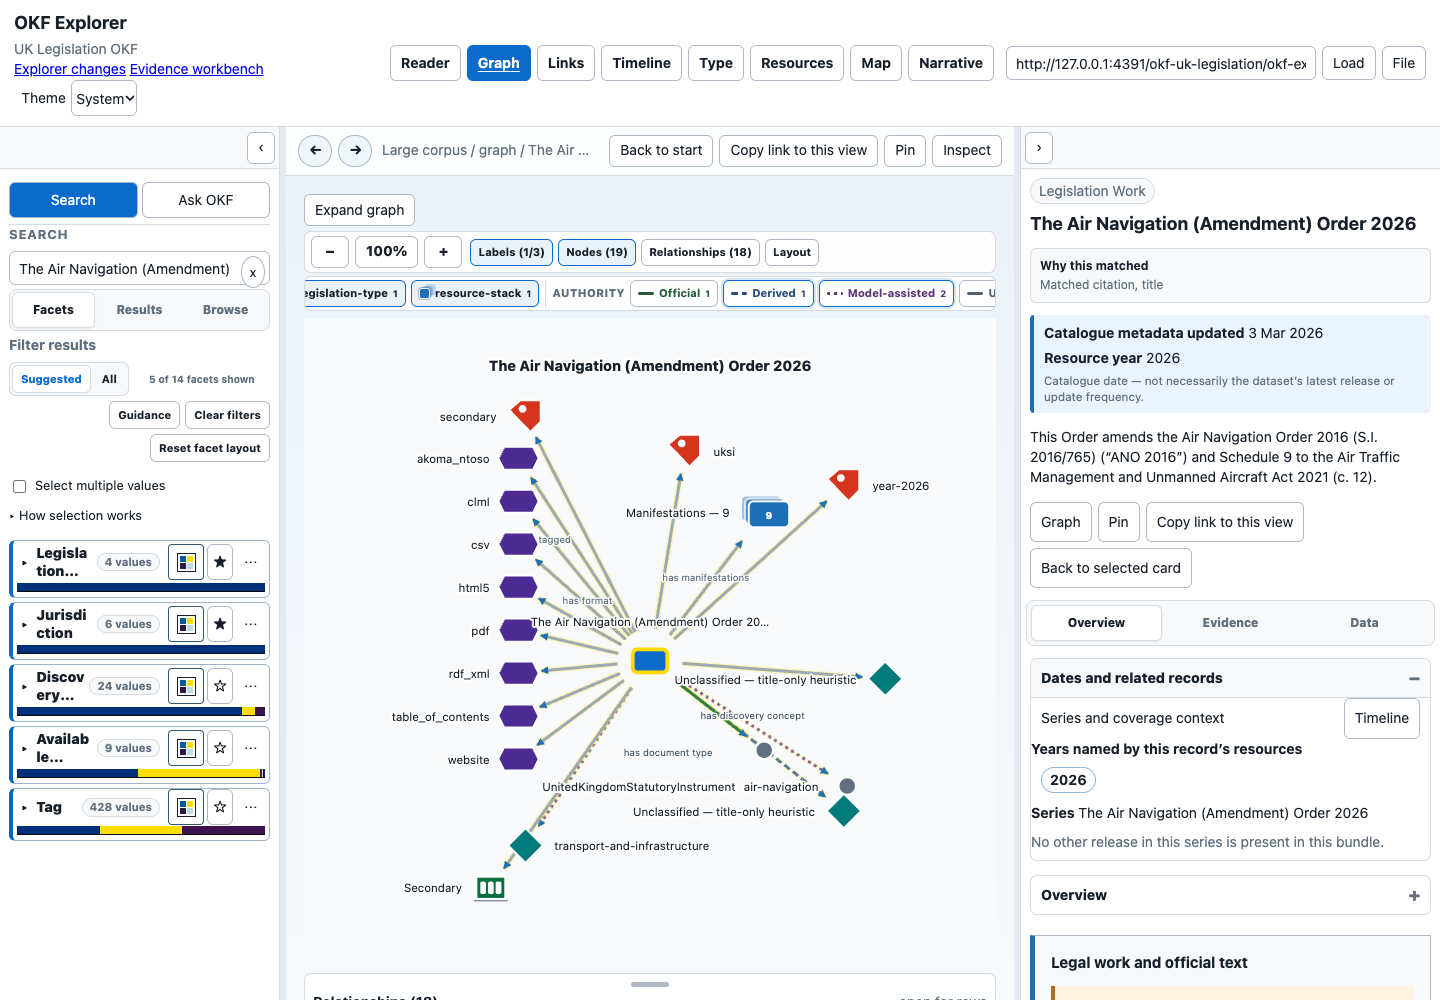 OKF Explorer
UK Legislation OKF
Explorer changes Evidence workbench
Theme System
Reader Graph Links Timeline Type Resources Map Narrative
http://127.0.0.1:4391/okf-uk-legislation/okf-ex
Load File
‹
Search Ask OKF
SEARCH
The Air Navigation (Amendment) x
Facets Results Browse
Filter results
Suggested All 5 of 14 facets shown
Guidance Clear filters
Reset facet layout
Select multiple values
How selection works
Legisla
tion... 4 values ...
Jurisdi
ction 6 values ...
Discov
ery... 24 values ...
Availab
le... 9 values ...
Tag 428 values ...
← → Large corpus / graph / The Air ... Back to start Copy link to this view Pin Inspect
Expand graph
− 100% + Labels (1/3) Nodes (19) Relationships (18) Layout
egislation-type 1 resource-stack 1 AUTHORITY Official 1 Derived 1 Model-assisted 2 U
The Air Navigation (Amendment) Order 2026
secondary
akoma_ntoso
uksi
clml
year-2026
Manifestations — 9
9
csv
tagged
has manifestations
html5
has format
The Air Navigation (Amendment) Order 20...
pdf
rdf_xml
Unclassified — title-only heuristic
table_of_contents
has discovery concept
has document type
website
UnitedKingdomStatutoryInstrument air-navigation
Unclassified — title-only heuristic
transport-and-infrastructure
Secondary
›
Legislation Work
The Air Navigation (Amendment) Order 2026
Why this matched
Matched citation, title
Catalogue metadata updated 3 Mar 2026
Resource year 2026
Catalogue date — not necessarily the dataset's latest release or
update frequency.
This Order amends the Air Navigation Order 2016 (S.I.
2016/765) (“ANO 2016”) and Schedule 9 to the Air Traffic
Management and Unmanned Aircraft Act 2021 (c. 12).
Graph Pin Copy link to this view
Back to selected card
Overview Evidence Data
Dates and related records −
Series and coverage context Timeline
Years named by this record’s resources
2026
Series The Air Navigation (Amendment) Order 2026
No other release in this series is present in this bundle.
Overview +
Legal work and official text